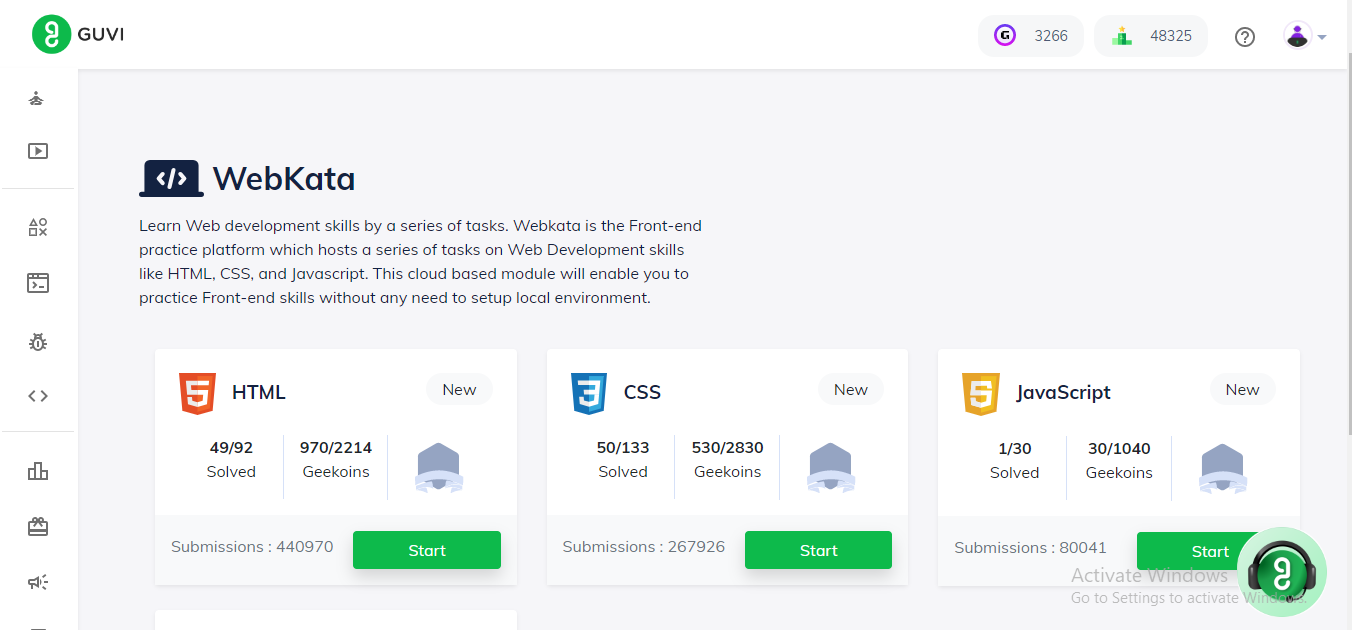 GUVI
3266
48325
WebKata
Learn Web development skills by a series of tasks. Webkata is the Front-end
practice platform which hosts a series of tasks on Web Development skills
like HTML, CSS, and Javascript. This cloud based module will enable you to
practice Front-end skills without any need to setup local environment.
HTML
New
49/92
Solved
970/2214
Geekoins
Submissions : 440970
Start
CSS
New
50/133
Solved
530/2830
Geekoins
Submissions : 267926
Start
JavaScript
New
1/30
Solved
30/1040
Geekoins
Submissions : 80041
Start
Activate Windows
Go to Settings to activate Windows.